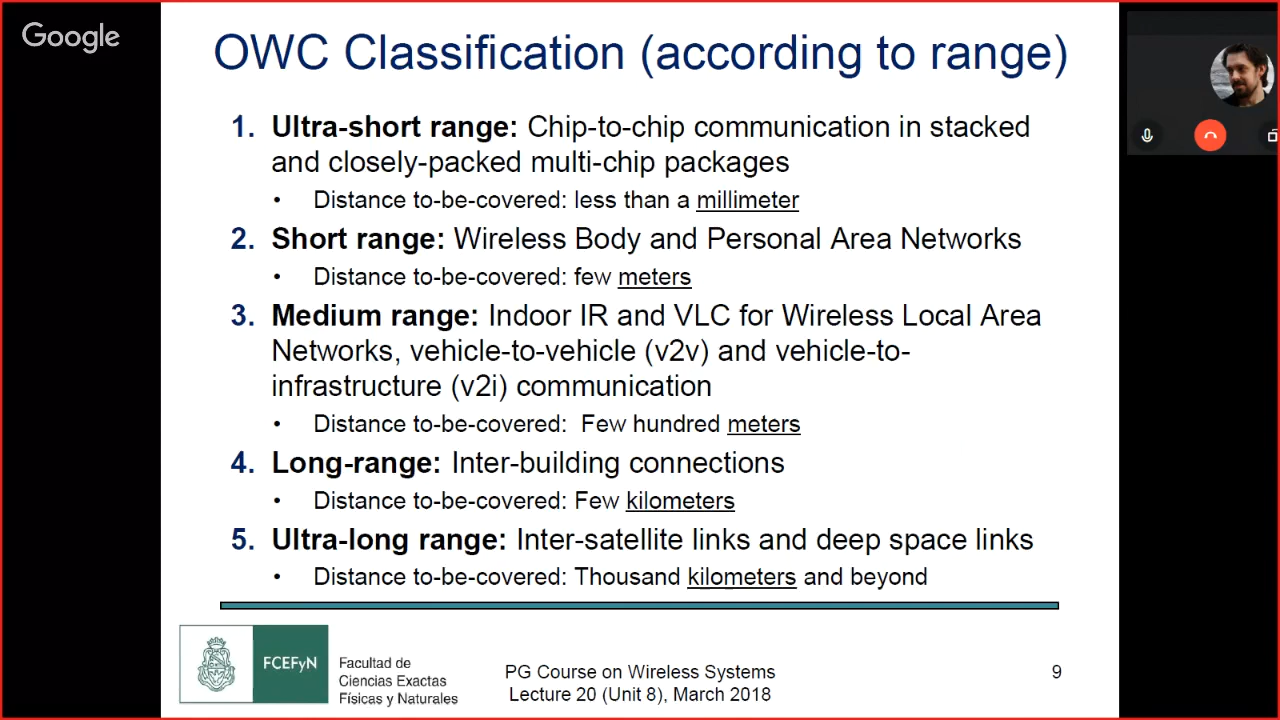 Google
OWC Classification (according to range)
1. Ultra-short range: Chip-to-chip communication in stacked
and closely-packed multi-chip packages
• Distance to-be-covered: less than a millimeter
2. Short range: Wireless Body and Personal Area Networks
• Distance to-be-covered: few meters
3. Medium range: Indoor IR and VLC for Wireless Local Area
Networks, vehicle-to-vehicle (v2v) and vehicle-to-
infrastructure (v2i) communication
• Distance to-be-covered:  Few hundred meters
4. Long-range: Inter-building connections
• Distance to-be-covered: Few kilometers
5. Ultra-long range: Inter-satellite links and deep space links
• Distance to-be-covered: Thousand kilometers and beyond
FCEFyN
Facultad de
Ciencias Exactas
Físicas y Naturales
PG Course on Wireless Systems
Lecture 20 (Unit 8), March 2018
9